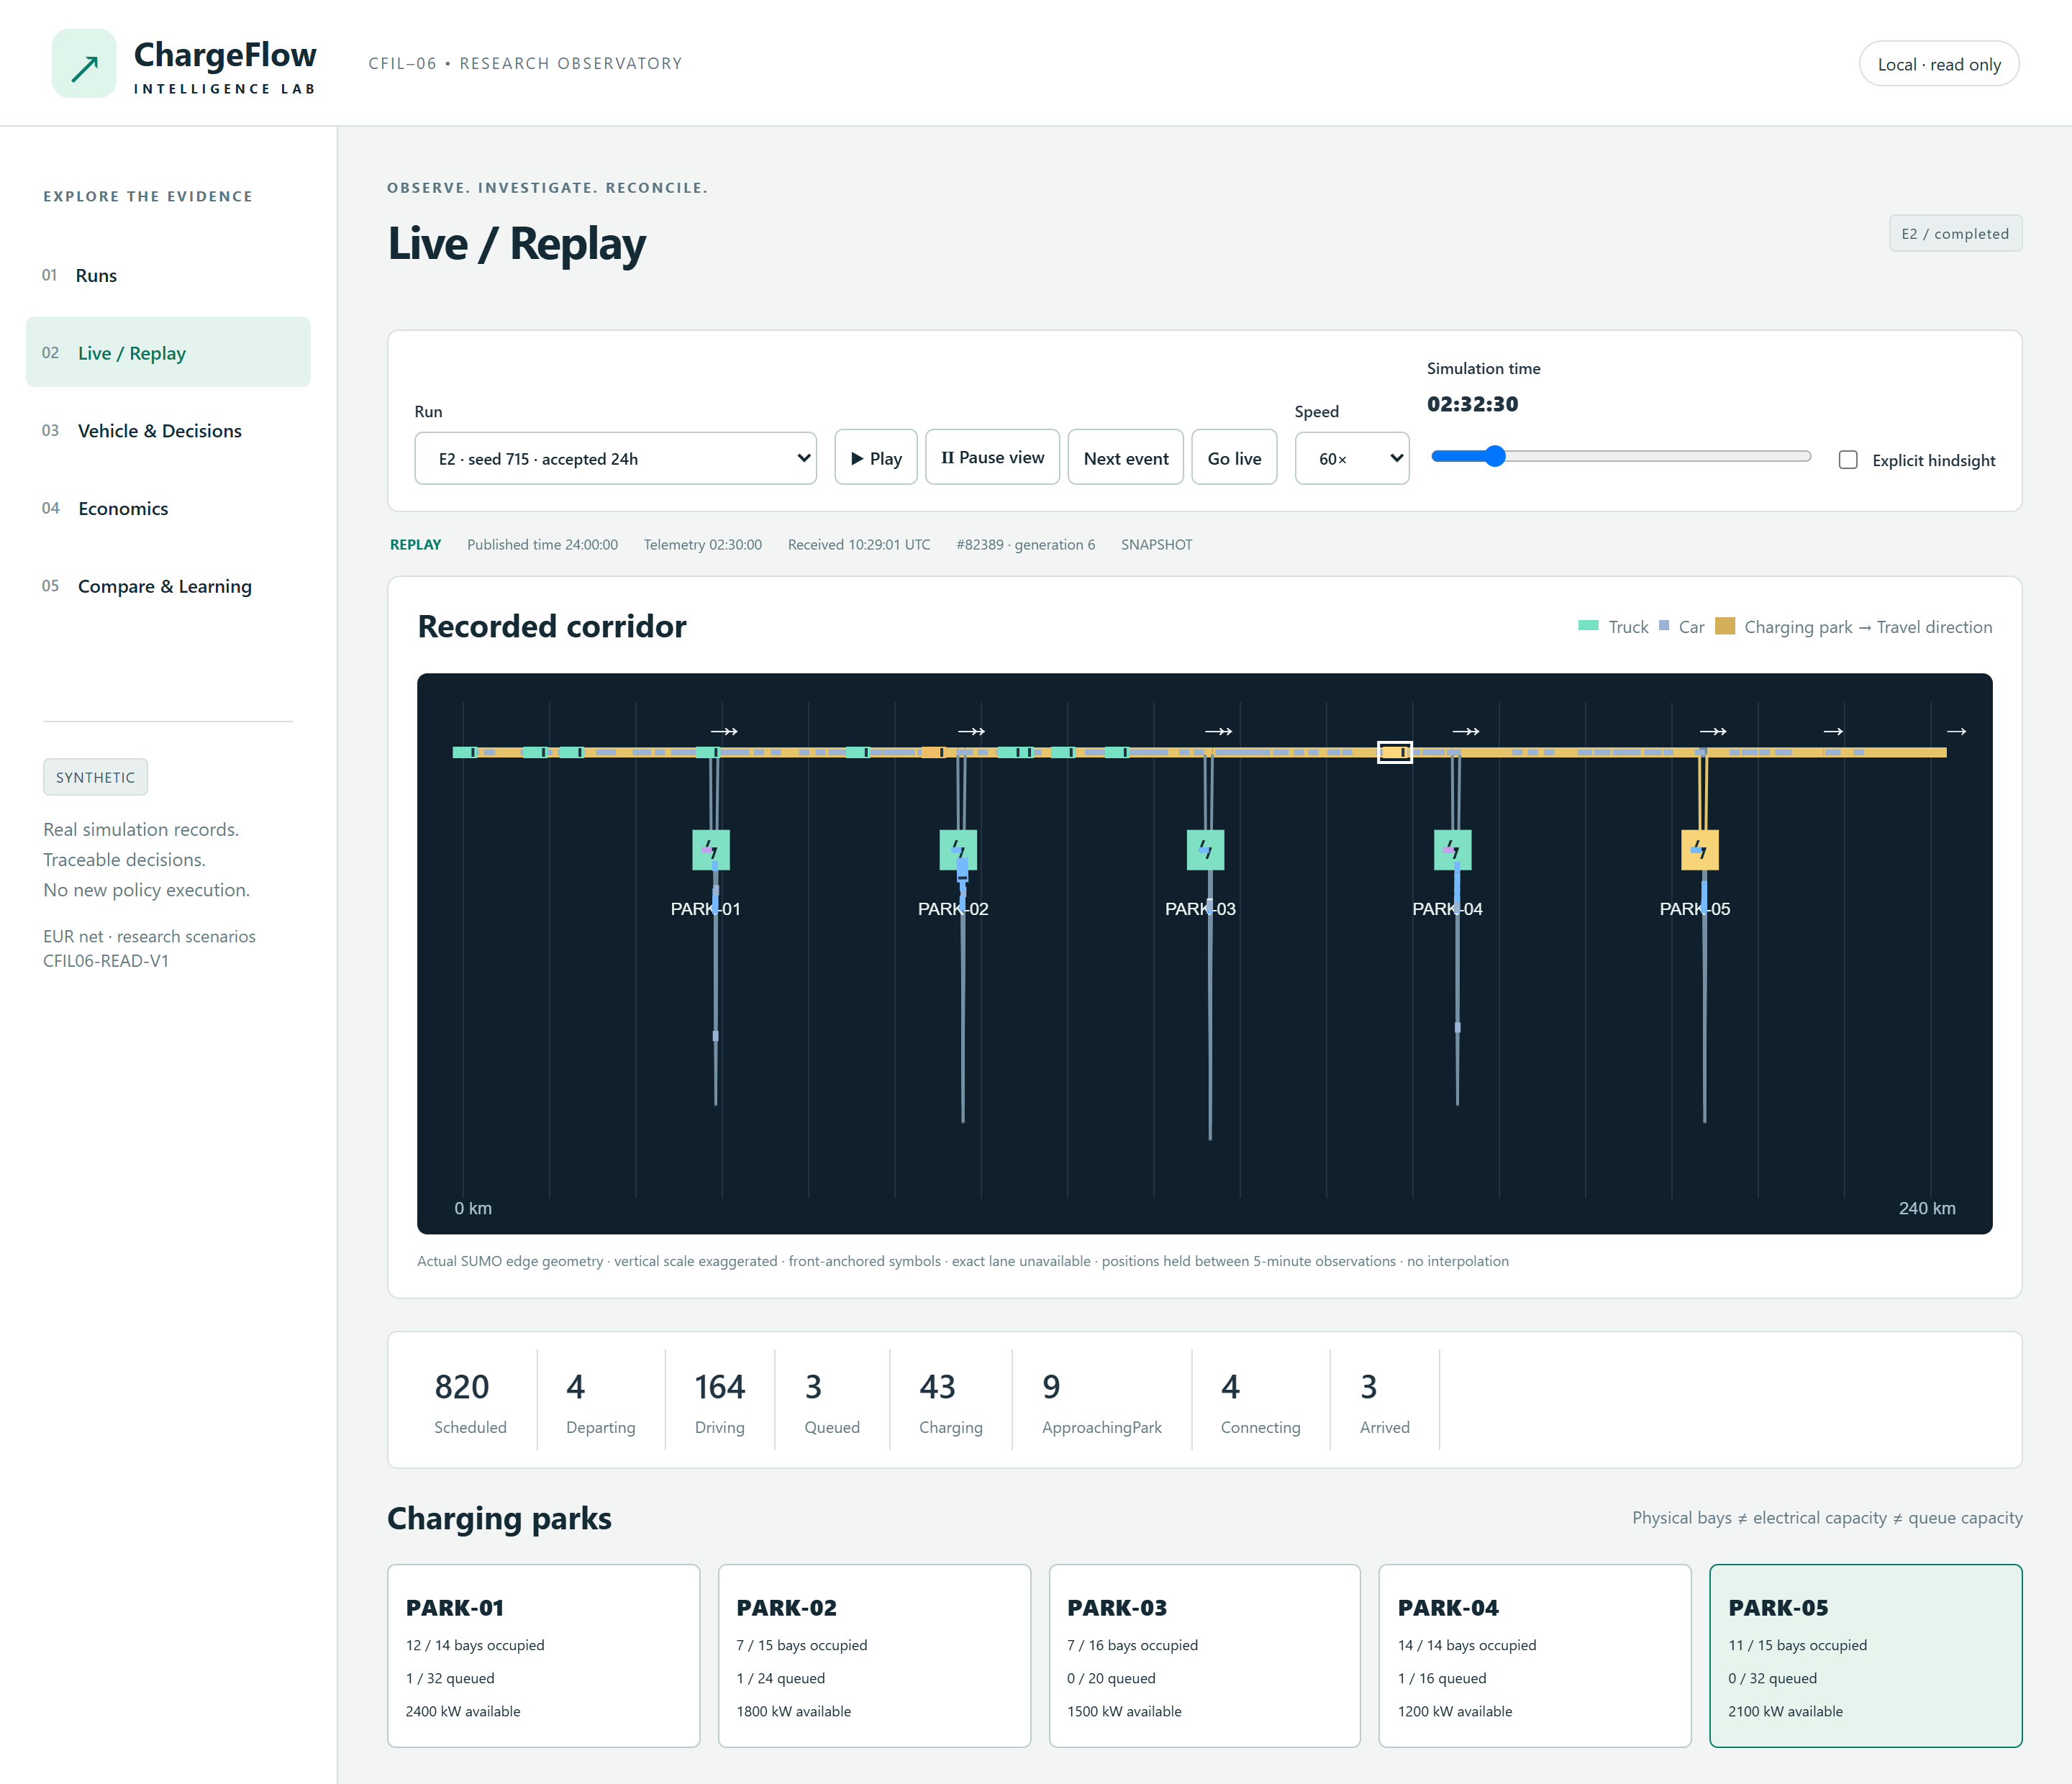 ChargeFlow
INTELLIGENCE LAB
CFIL–06 • RESEARCH OBSERVATORY
Local · read only
EXPLORE THE EVIDENCE
01 Runs
02 Live / Replay
03 Vehicle & Decisions
04 Economics
05 Compare & Learning
SYNTHETIC
Real simulation records.
Traceable decisions.
No new policy execution.
EUR net · research scenarios
CFIL06-READ-V1
OBSERVE. INVESTIGATE. RECONCILE.
Live / Replay
E2 / completed
Run
E2 · seed 715 · accepted 24h
Play
Pause view
Next event
Go live
Speed
60×
Simulation time
02:32:30
Explicit hindsight
REPLAY Published time 24:00:00 Telemetry 02:30:00 Received 10:29:01 UTC #82389 · generation 6 SNAPSHOT
Recorded corridor
Truck Car Charging park → Travel direction
PARK-01 PARK-02 PARK-03 PARK-04 PARK-05
0 km 240 km
Actual SUMO edge geometry · vertical scale exaggerated · front-anchored symbols · exact lane unavailable · positions held between 5-minute observations · no interpolation
820 4 164 3 43 9 4 3
Scheduled Departing Driving Queued Charging ApproachingPark Connecting Arrived
Charging parks
Physical bays ≠ electrical capacity ≠ queue capacity
PARK-01
12 / 14 bays occupied
1 / 32 queued
2400 kW available
PARK-02
7 / 15 bays occupied
1 / 24 queued
1800 kW available
PARK-03
7 / 16 bays occupied
0 / 20 queued
1500 kW available
PARK-04
14 / 14 bays occupied
1 / 16 queued
1200 kW available
PARK-05
11 / 15 bays occupied
0 / 32 queued
2100 kW available